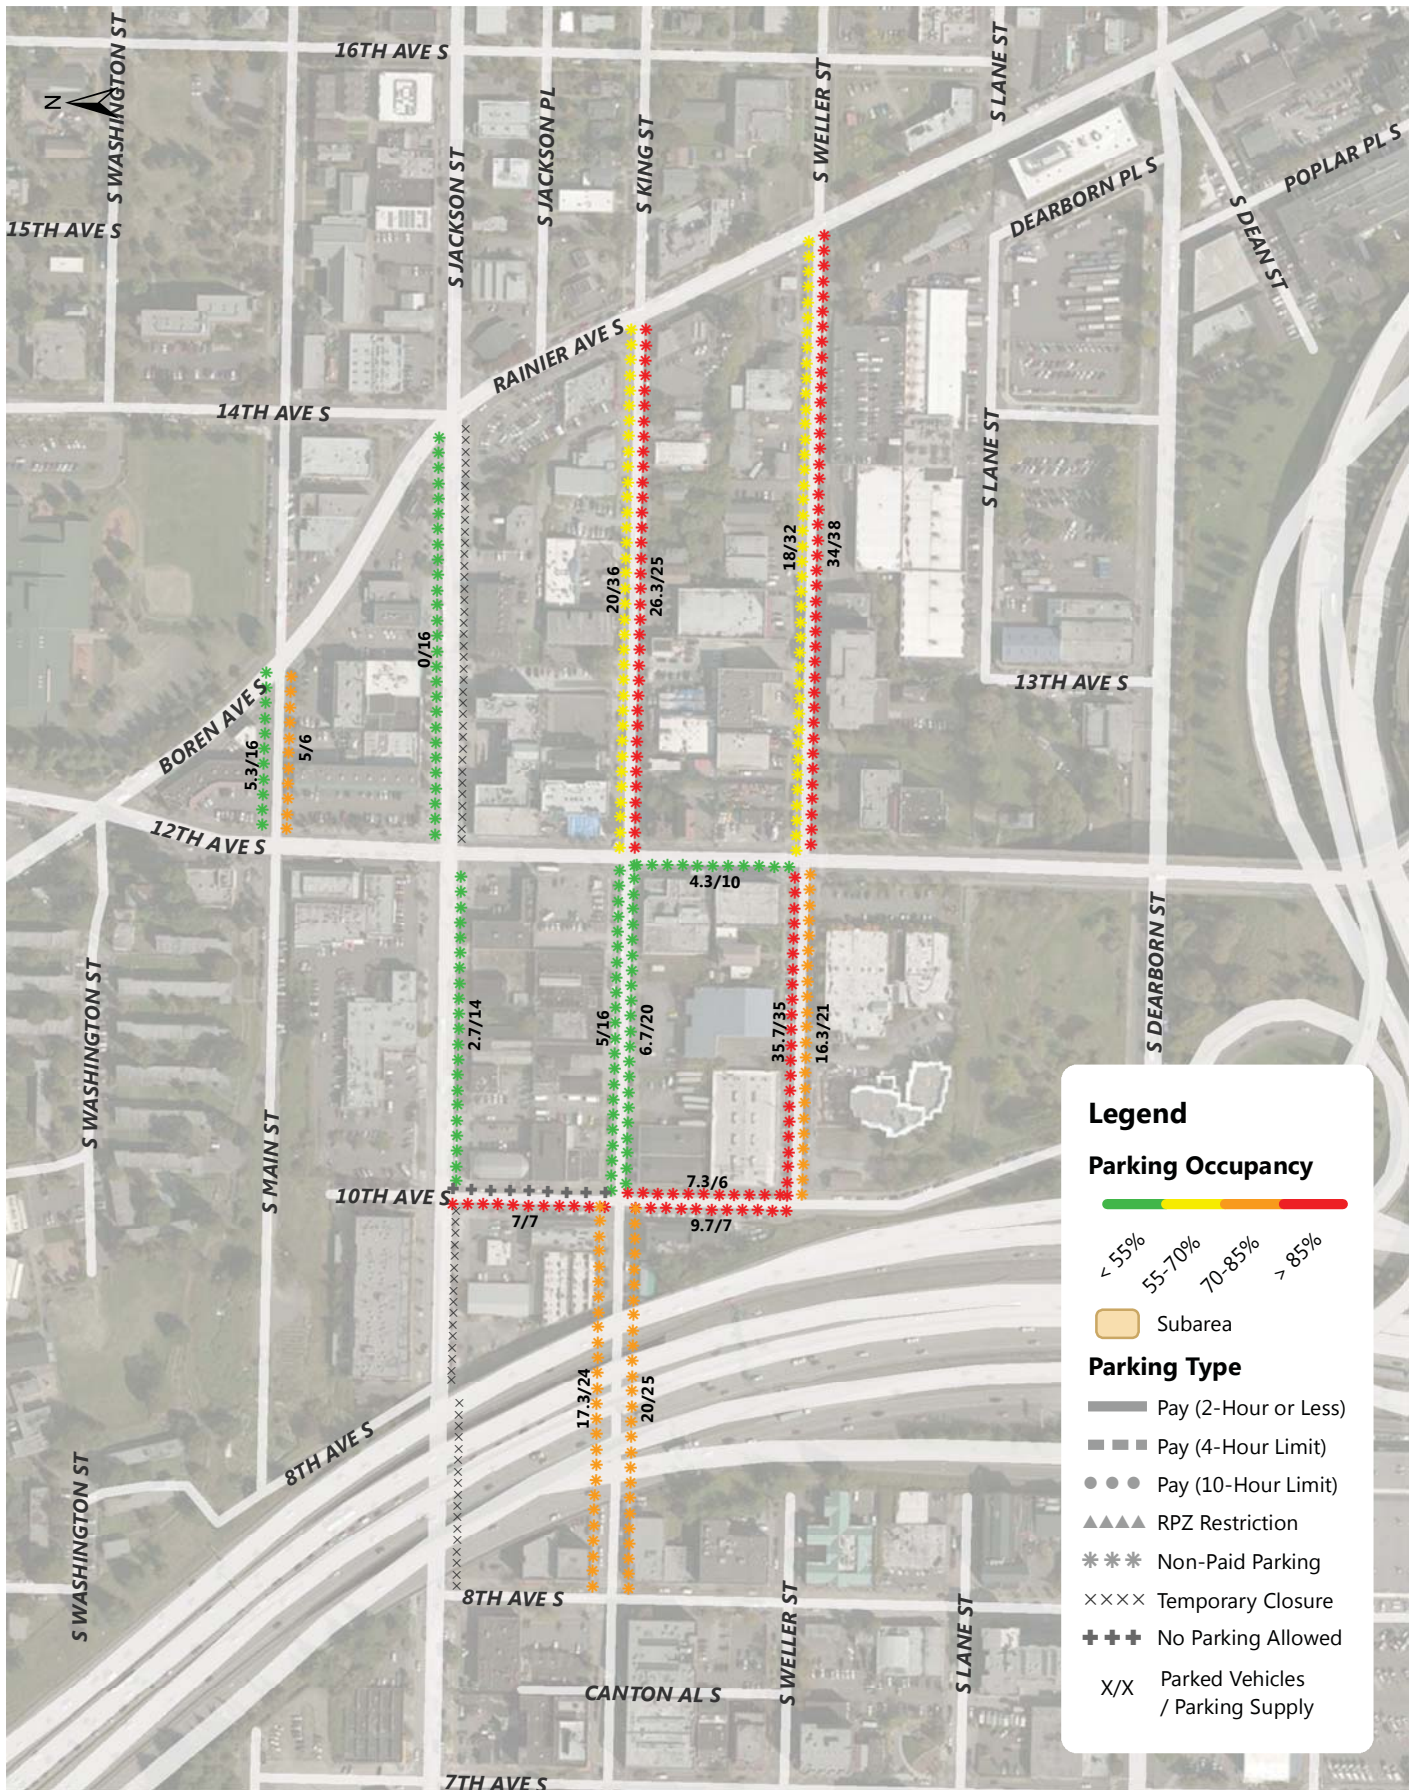 16TH AVE S
S WASHINGTON ST
N
S JACKSON ST
S JACKSON PL
S KING ST
S WELLER ST
S LANE ST
DEARBORN PL S
POPLAR PL S
S DEAN ST
15TH AVE S
RAINIER AVE S
14TH AVE S
S LANE ST
18/32
34/38
20/36
26.3/25
0/16
13TH AVE S
BOREN AVE S
5.3/16
5/6
12TH AVE S
4.3/10
S WASHINGTON ST
S DEARBORN ST
2.7/14
5/16
6.7/20
35.7/35
16.3/21
S MAIN ST
10TH AVE S
7.3/6
7/7
9.7/7
17.3/24
20/25
8TH AVE S
S WASHINGTON ST
8TH AVE S
S WELLER ST
S LANE ST
CANTON AL S
7TH AVE S
Legend
Parking Occupancy
< 55%
55-70%
70-85%
> 85%
Subarea
Parking Type
Pay (2-Hour or Less)
Pay (4-Hour Limit)
Pay (10-Hour Limit)
RPZ Restriction
Non-Paid Parking
Temporary Closure
No Parking Allowed
X/X Parked Vehicles
/ Parking Supply